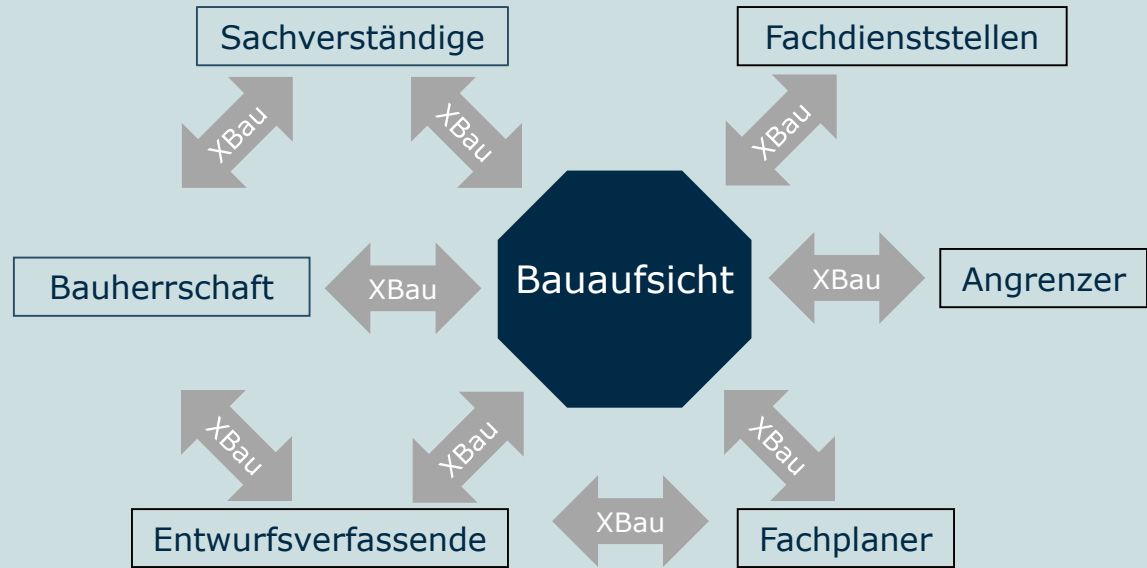 Sachverständige
Fachdienststellen
XBau
XBau
XBau
Bauherrschaft
XBau
Bauaufsicht
XBau
Angrenzer
XBau
XBau
XBau
XBau
Entwurfsverfassende
Fachplaner